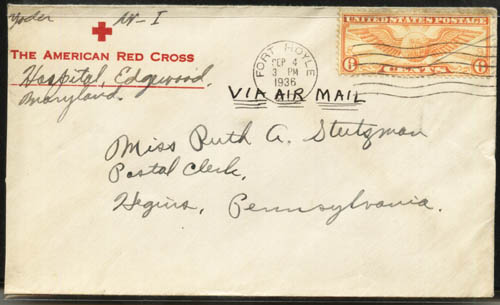 Yoder W-I
THE AMERICAN RED CROSS
Hospital, Edgewood,
Maryland.
FORT HOYLE
SEP 4
3 PM
1936
UNITED STATES POSTAGE
6 CENTS 6
VIA AIR MAIL
Miss Ruth A. Stutzman
Postal Clerk,
Hegins, Pennsylvania.